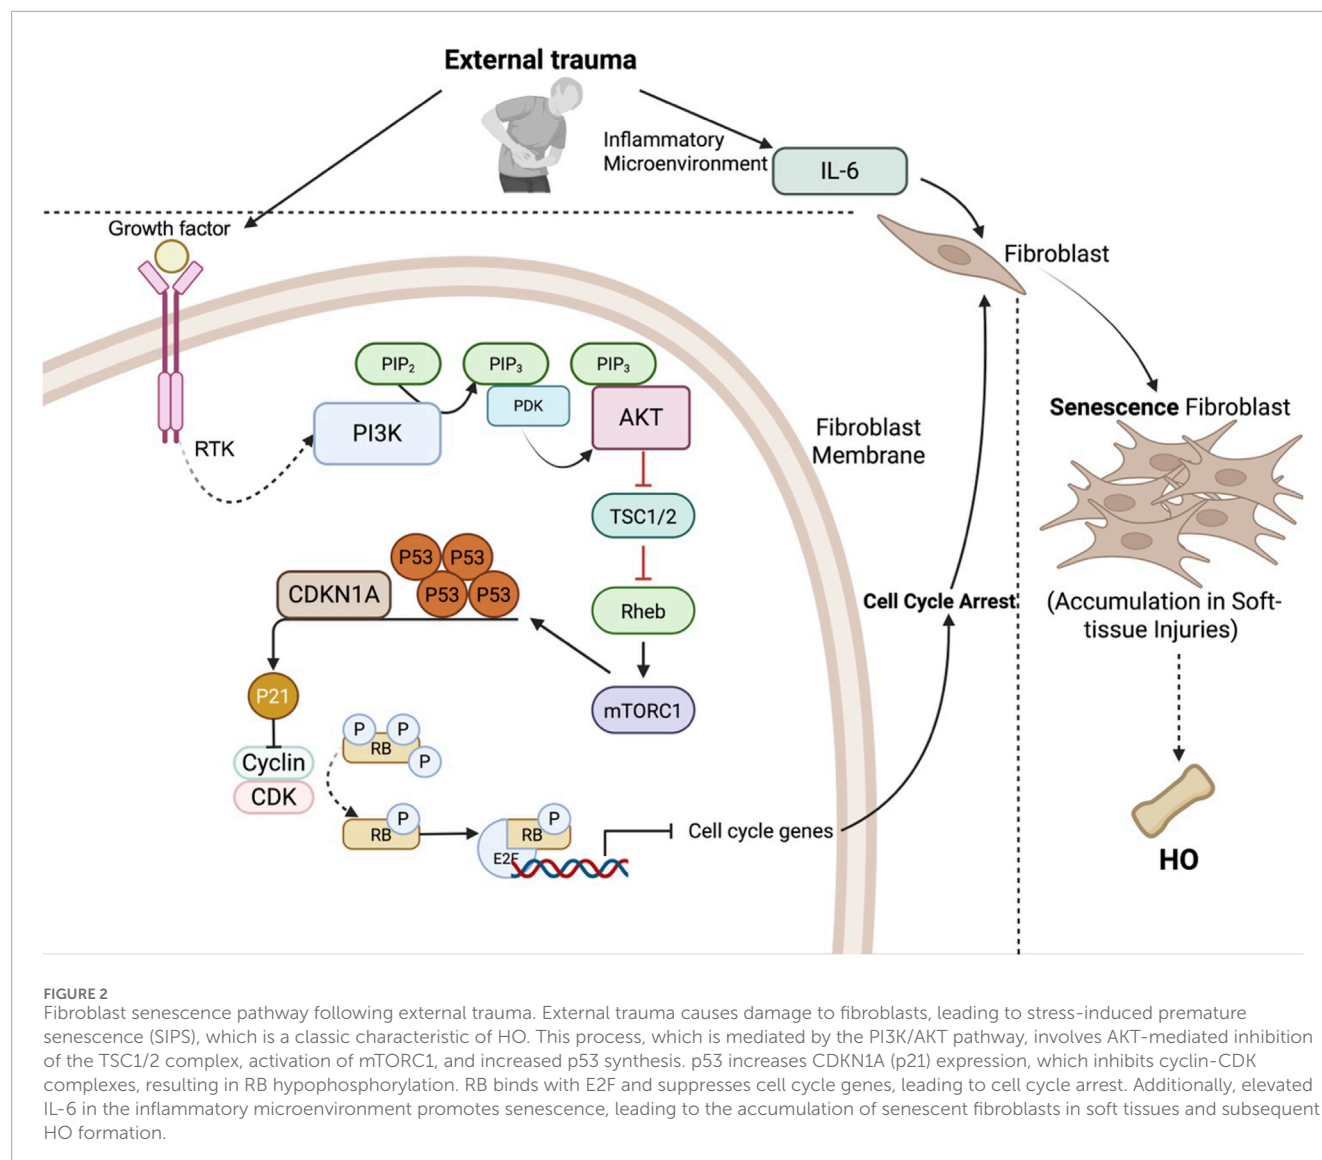 External trauma
Inflammatory
Microenvironment
IL-6
Growth factor
Fibroblast
PIP₂
PIP₃
PIP₃
PDK
PI3K
AKT
RTK
Fibroblast
Membrane
Senescence Fibroblast
TSC1/2
P53
P53
P53
P53
CDKN1A
Rheb
Cell Cycle Arrest
(Accumulation in Soft-
tissue Injuries)
P21
mTORC1
P
P
RB
P
Cyclin
CDK
P
RB
P
RB
E2F
Cell cycle genes
HO
FIGURE 2
Fibroblast senescence pathway following external trauma. External trauma causes damage to fibroblasts, leading to stress-induced premature
senescence (SIPS), which is a classic characteristic of HO. This process, which is mediated by the PI3K/AKT pathway, involves AKT-mediated inhibition
of the TSC1/2 complex, activation of mTORC1, and increased p53 synthesis. p53 increases CDKN1A (p21) expression, which inhibits cyclin-CDK
complexes, resulting in RB hypophosphorylation. RB binds with E2F and suppresses cell cycle genes, leading to cell cycle arrest. Additionally, elevated
IL-6 in the inflammatory microenvironment promotes senescence, leading to the accumulation of senescent fibroblasts in soft tissues and subsequent
HO formation.